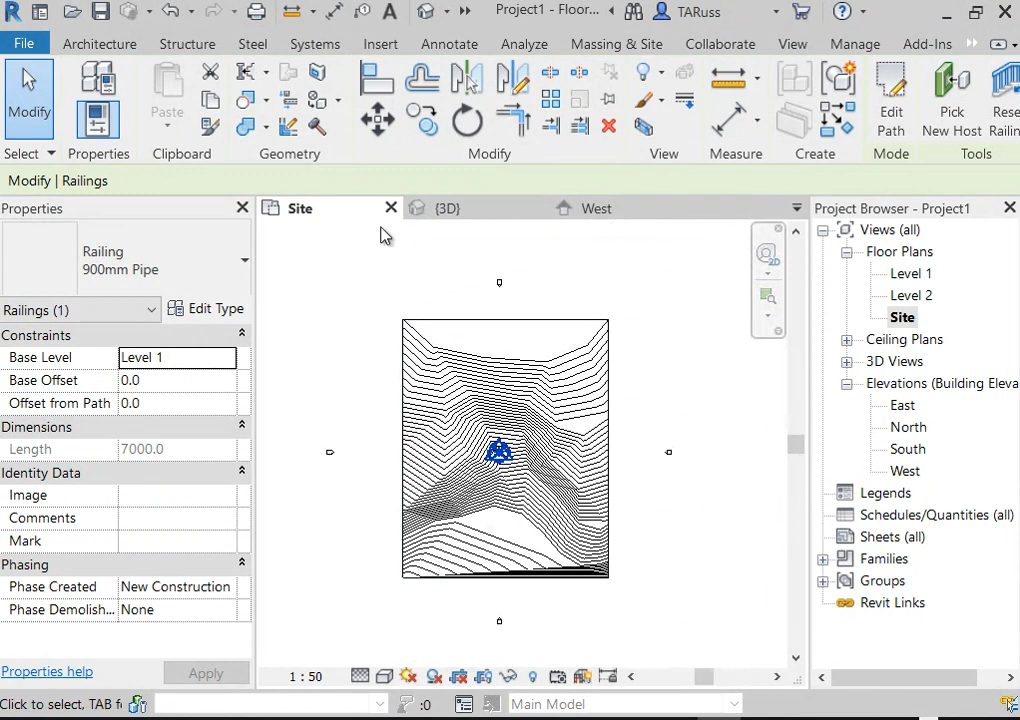 Project1 - Floor...
TARuss
File
Architecture
Structure
Steel
Systems
Insert
Annotate
Analyze
Massing & Site
Collaborate
View
Manage
Add-Ins
Modify
Paste
Edit
Path
Pick
New Host
Rese
Railin
Select
Properties
Clipboard
Geometry
Modify
View
Measure
Create
Mode
Tools
Modify | Railings
Properties
Site
{3D}
West
Project Browser - Project1
Railing
900mm Pipe
Railings (1)
Edit Type
Constraints
Base Level
Level 1
Base Offset
0.0
Offset from Path
0.0
Dimensions
Length
7000.0
Identity Data
Image
Comments
Mark
Phasing
Phase Created
New Construction
Phase Demolish...
None
Properties help
Apply
2D
Views (all)
Floor Plans
Level 1
Level 2
Site
Ceiling Plans
3D Views
Elevations (Building Eleva
East
North
South
West
Legends
Schedules/Quantities (all)
Sheets (all)
Families
Groups
Revit Links
1 : 50
Click to select, TAB f
:0
Main Model